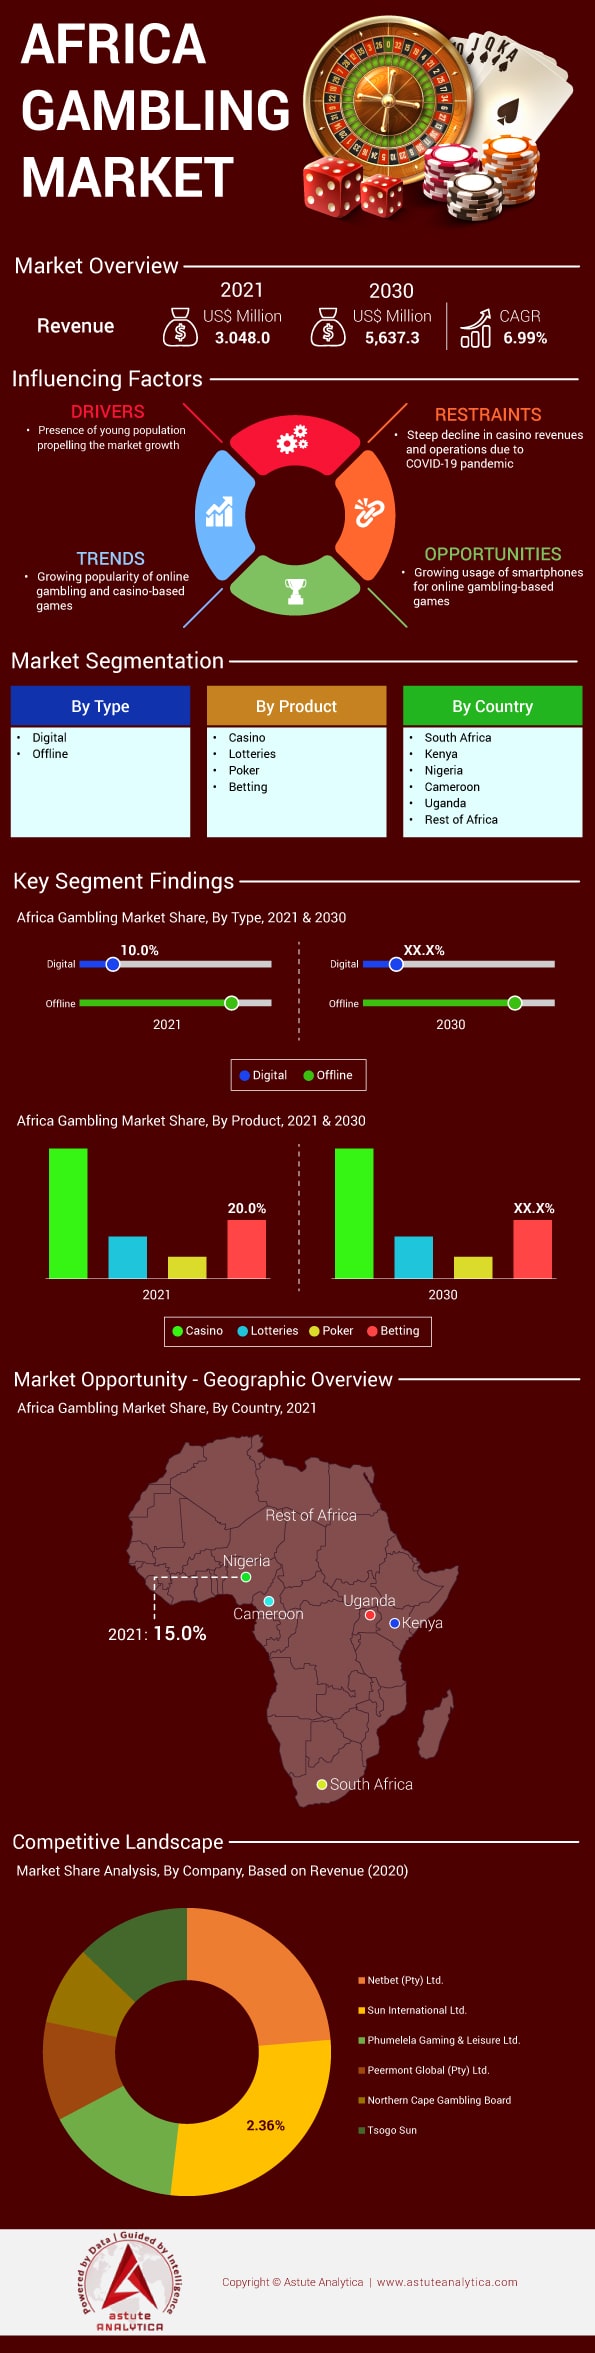 AFRICA
GAMBLING
MARKET
Market Overview
2021
2030
Revenue
US$ Million
3.048.0
US$ Million
5,637.3
CAGR
6.99%
Influencing Factors
DRIVERS
• Presence of young population
propelling the market growth
RESTRAINTS
• Steep decline in casino revenues
and operations due to
COVID-19 pandemic
TRENDS
• Growing popularity of online
gambling and casino-based
games
OPPORTUNITIES
• Growing usage of smartphones
for online gambling-based
games
Market Segmentation
By Type
• Digital
• Offline
By Product
• Casino
• Lotteries
• Poker
• Betting
By Country
• South Africa
• Kenya
• Nigeria
• Cameroon
• Uganda
• Rest of Africa
Key Segment Findings
Africa Gambling Market Share, By Type, 2021 & 2030
10.0%
Digital
Offline
2021
XX.X%
Digital
Offline
2030
Digital Offline
Africa Gambling Market Share, By Product, 2021 & 2030
20.0%
2021
XX.X%
2030
Casino Lotteries Poker Betting
Market Opportunity - Geographic Overview
Africa Gambling Market Share, By Country, 2021
Rest of Africa
Nigeria
Cameroon
Uganda
Kenya
2021: 15.0%
South Africa
Competitive Landscape
Market Share Analysis, By Company, Based on Revenue (2020)
2.36%
Netbet (Pty) Ltd.
Sun International Ltd.
Phumelela Gaming & Leisure Ltd.
Peermont Global (Pty) Ltd.
Northern Cape Gambling Board
Tsogo Sun
Powered by Data | Guided by Intelligence
astute
ANALYTICA
Copyright © Astute Analytica | www.astuteanalytica.com